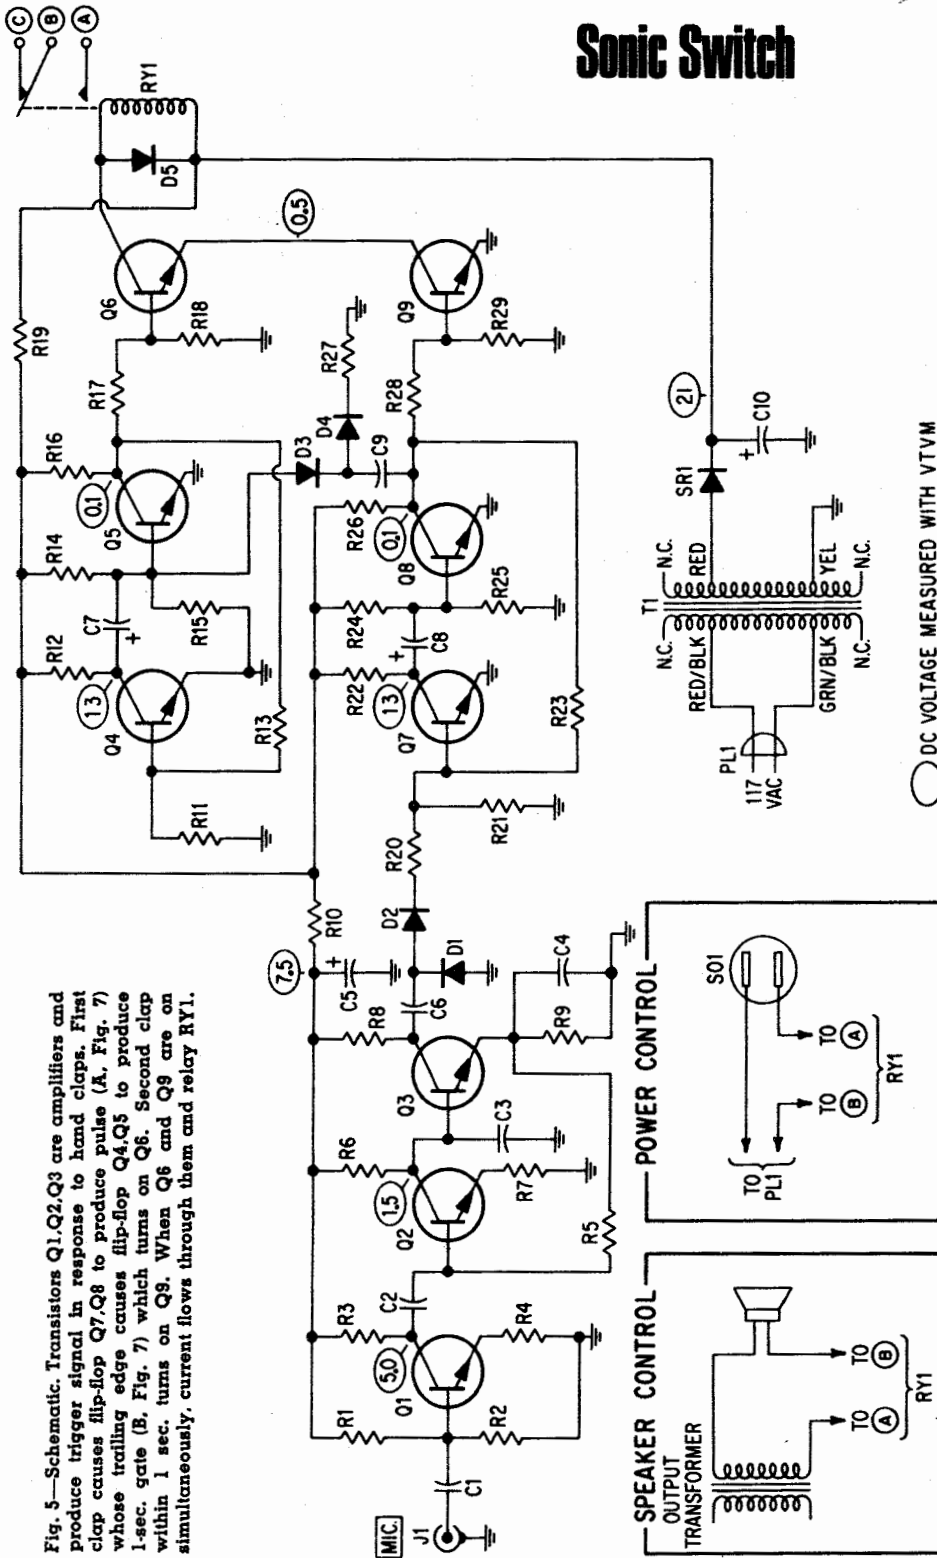 Sonic Switch
Fig. 5—Schematic. Transistors Q1,Q2,Q3 are amplifiers and
produce trigger signal in response to hand claps. First
clap causes flip-flop Q7,Q8 to produce pulse (A, Fig. 7)
whose trailing edge causes flip-flop Q4,Q5 to produce
1-sec. gate (B, Fig. 7) which turns on Q6. Second clap
within 1 sec. turns on Q9. When Q6 and Q9 are on
simultaneously, current flows through them and relay RY1.
C
B
A
RY1
D5
R19
Q6
0.5
R18
R17
R16
0.1
Q5
R14
C7
+
R15
R12
13
Q4
R13
R11
D3
D4
R27
C9
Q9
R29
R28
R26
0.1
Q8
R25
R24
C8
+
R22
13
Q7
R23
R21
R20
D2
D1
R10
7.5
+
C5
R8
C6
Q3
R9
C4
R6
1.5
Q2
C3
R7
R5
R3
C2
5.0
Q1
R4
R1
R2
C1
MIC.
J1
21
SR1
+
C10
T1
N.C.
N.C.
RED
RED/BLK
YEL
GRN/BLK
N.C.
N.C.
PL1
117
VAC
DC VOLTAGE MEASURED WITH VTVM
POWER CONTROL
SO1
TO
PL1
TO B
TO A
RY1
SPEAKER CONTROL
OUTPUT
TRANSFORMER
TO A
TO B
RY1